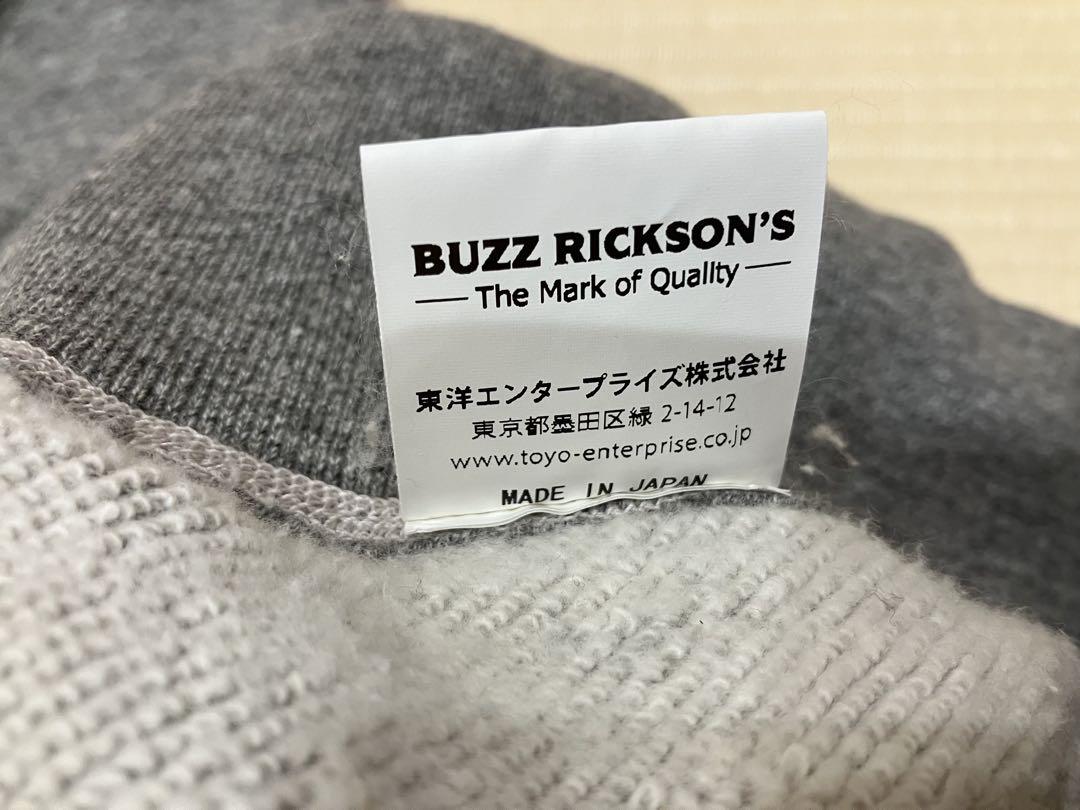 BUZZ RICKSON'S
The Mark of Quality
東洋エンタープライズ株式会社
東京都墨田区緑 2-14-12
www.toyo-enterprise.co.jp
MADE IN JAPAN